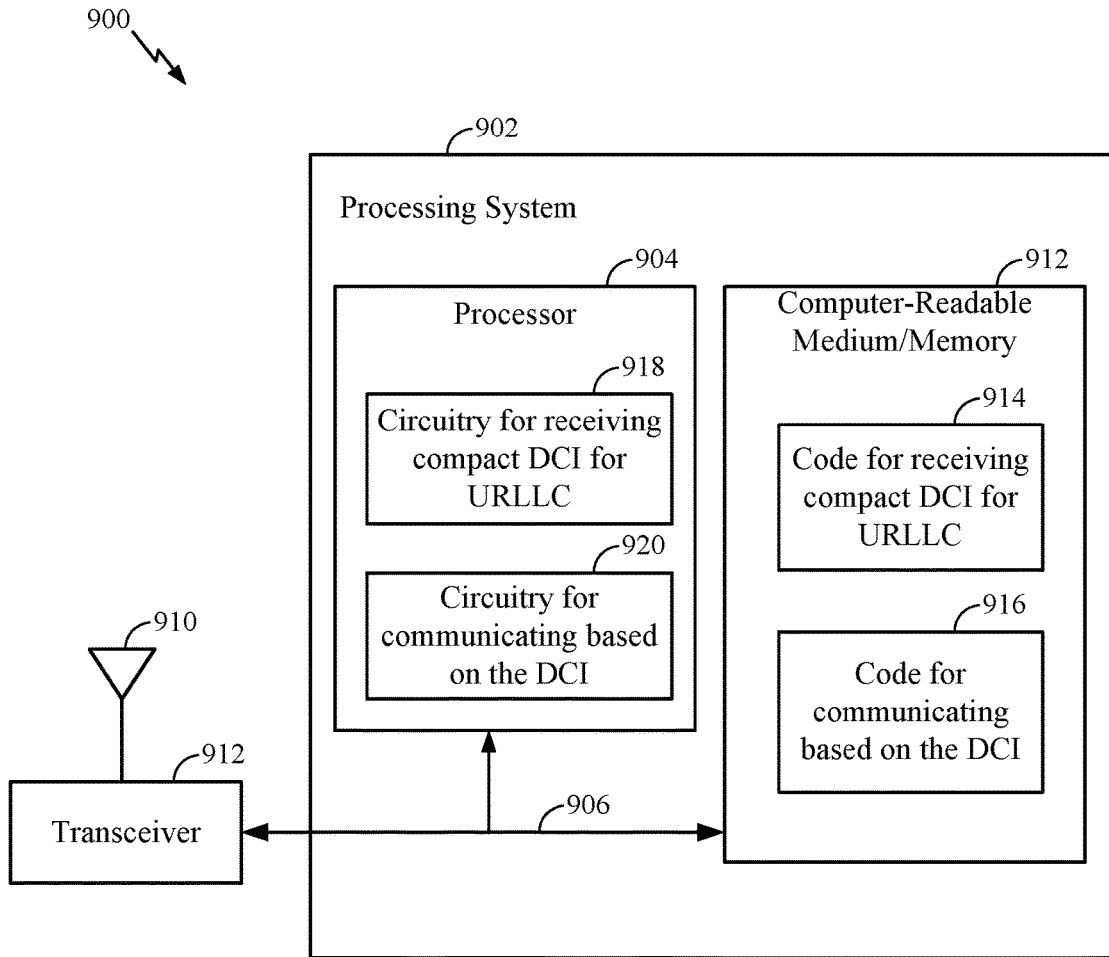 900
902
Processing System
904
Processor
918
Circuitry for receiving
compact DCI for
URLLC
920
Circuitry for
communicating based
on the DCI
912
Computer-Readable
Medium/Memory
914
Code for receiving
compact DCI for
URLLC
916
Code for
communicating
based on the DCI
910
912
Transceiver
906